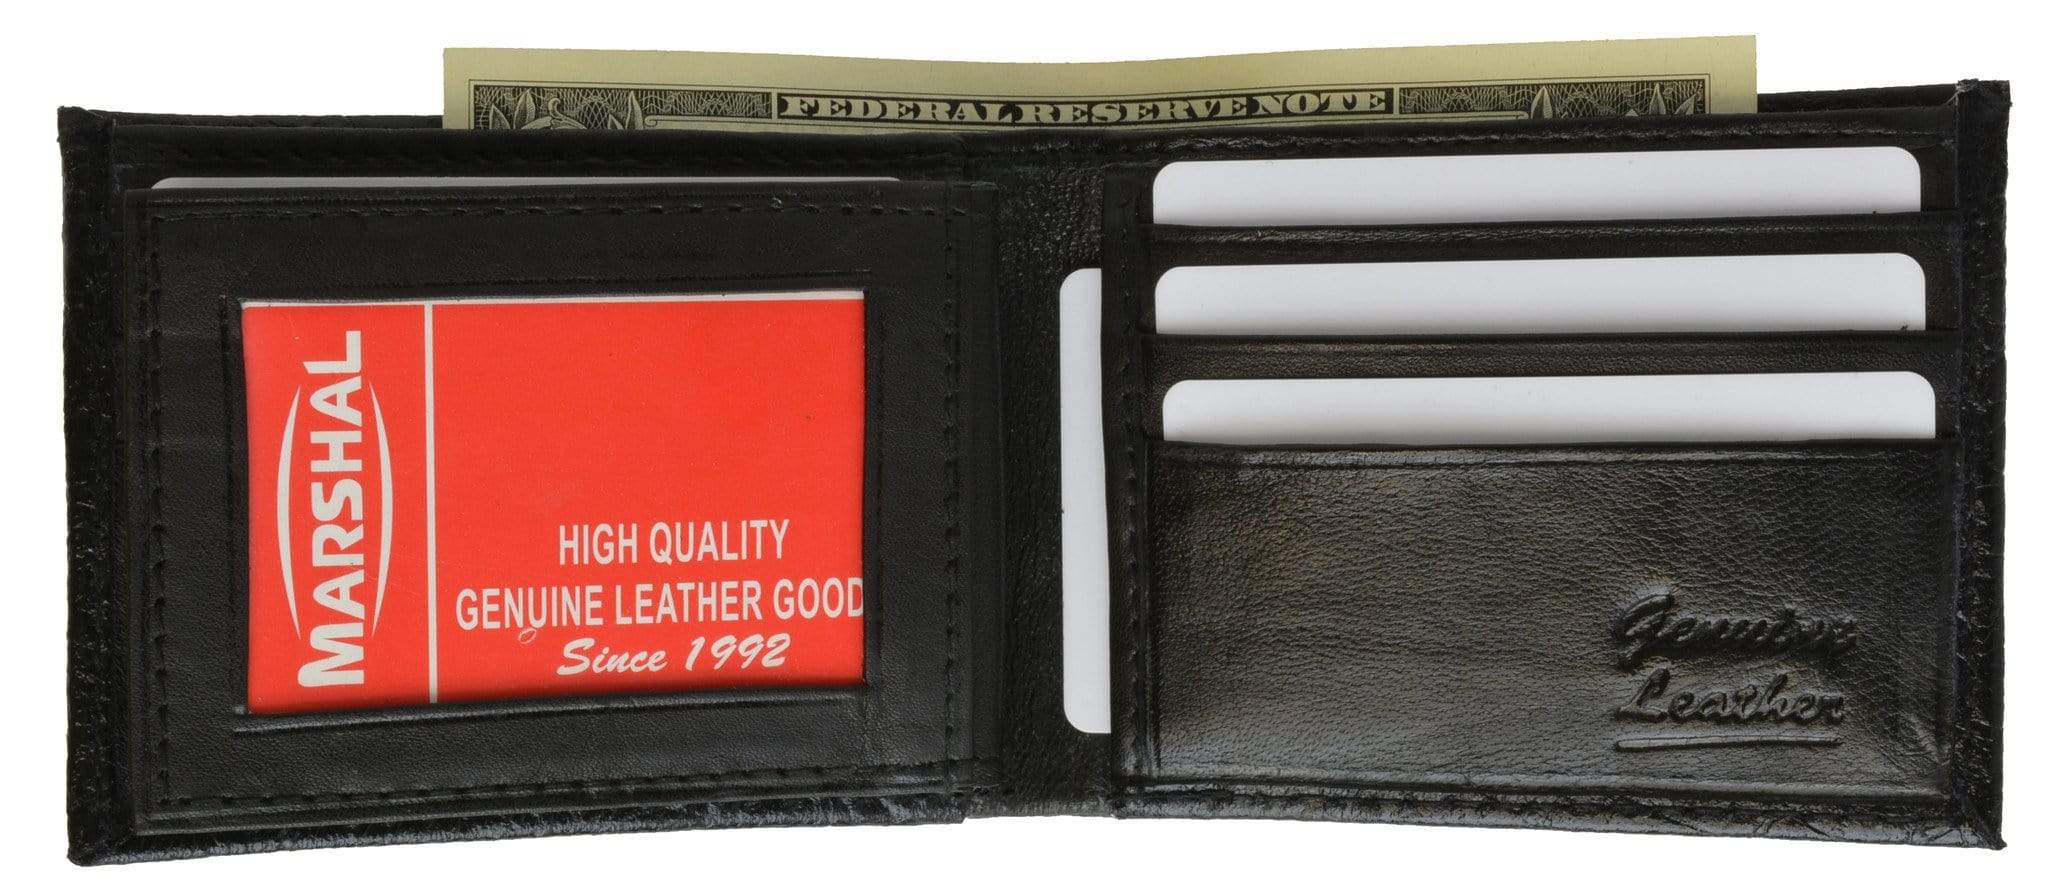 FEDERAL RESERVE NOTE
MARSHAL
HIGH QUALITY
GENUINE LEATHER GOOD
Since 1992
Genuine
Leather